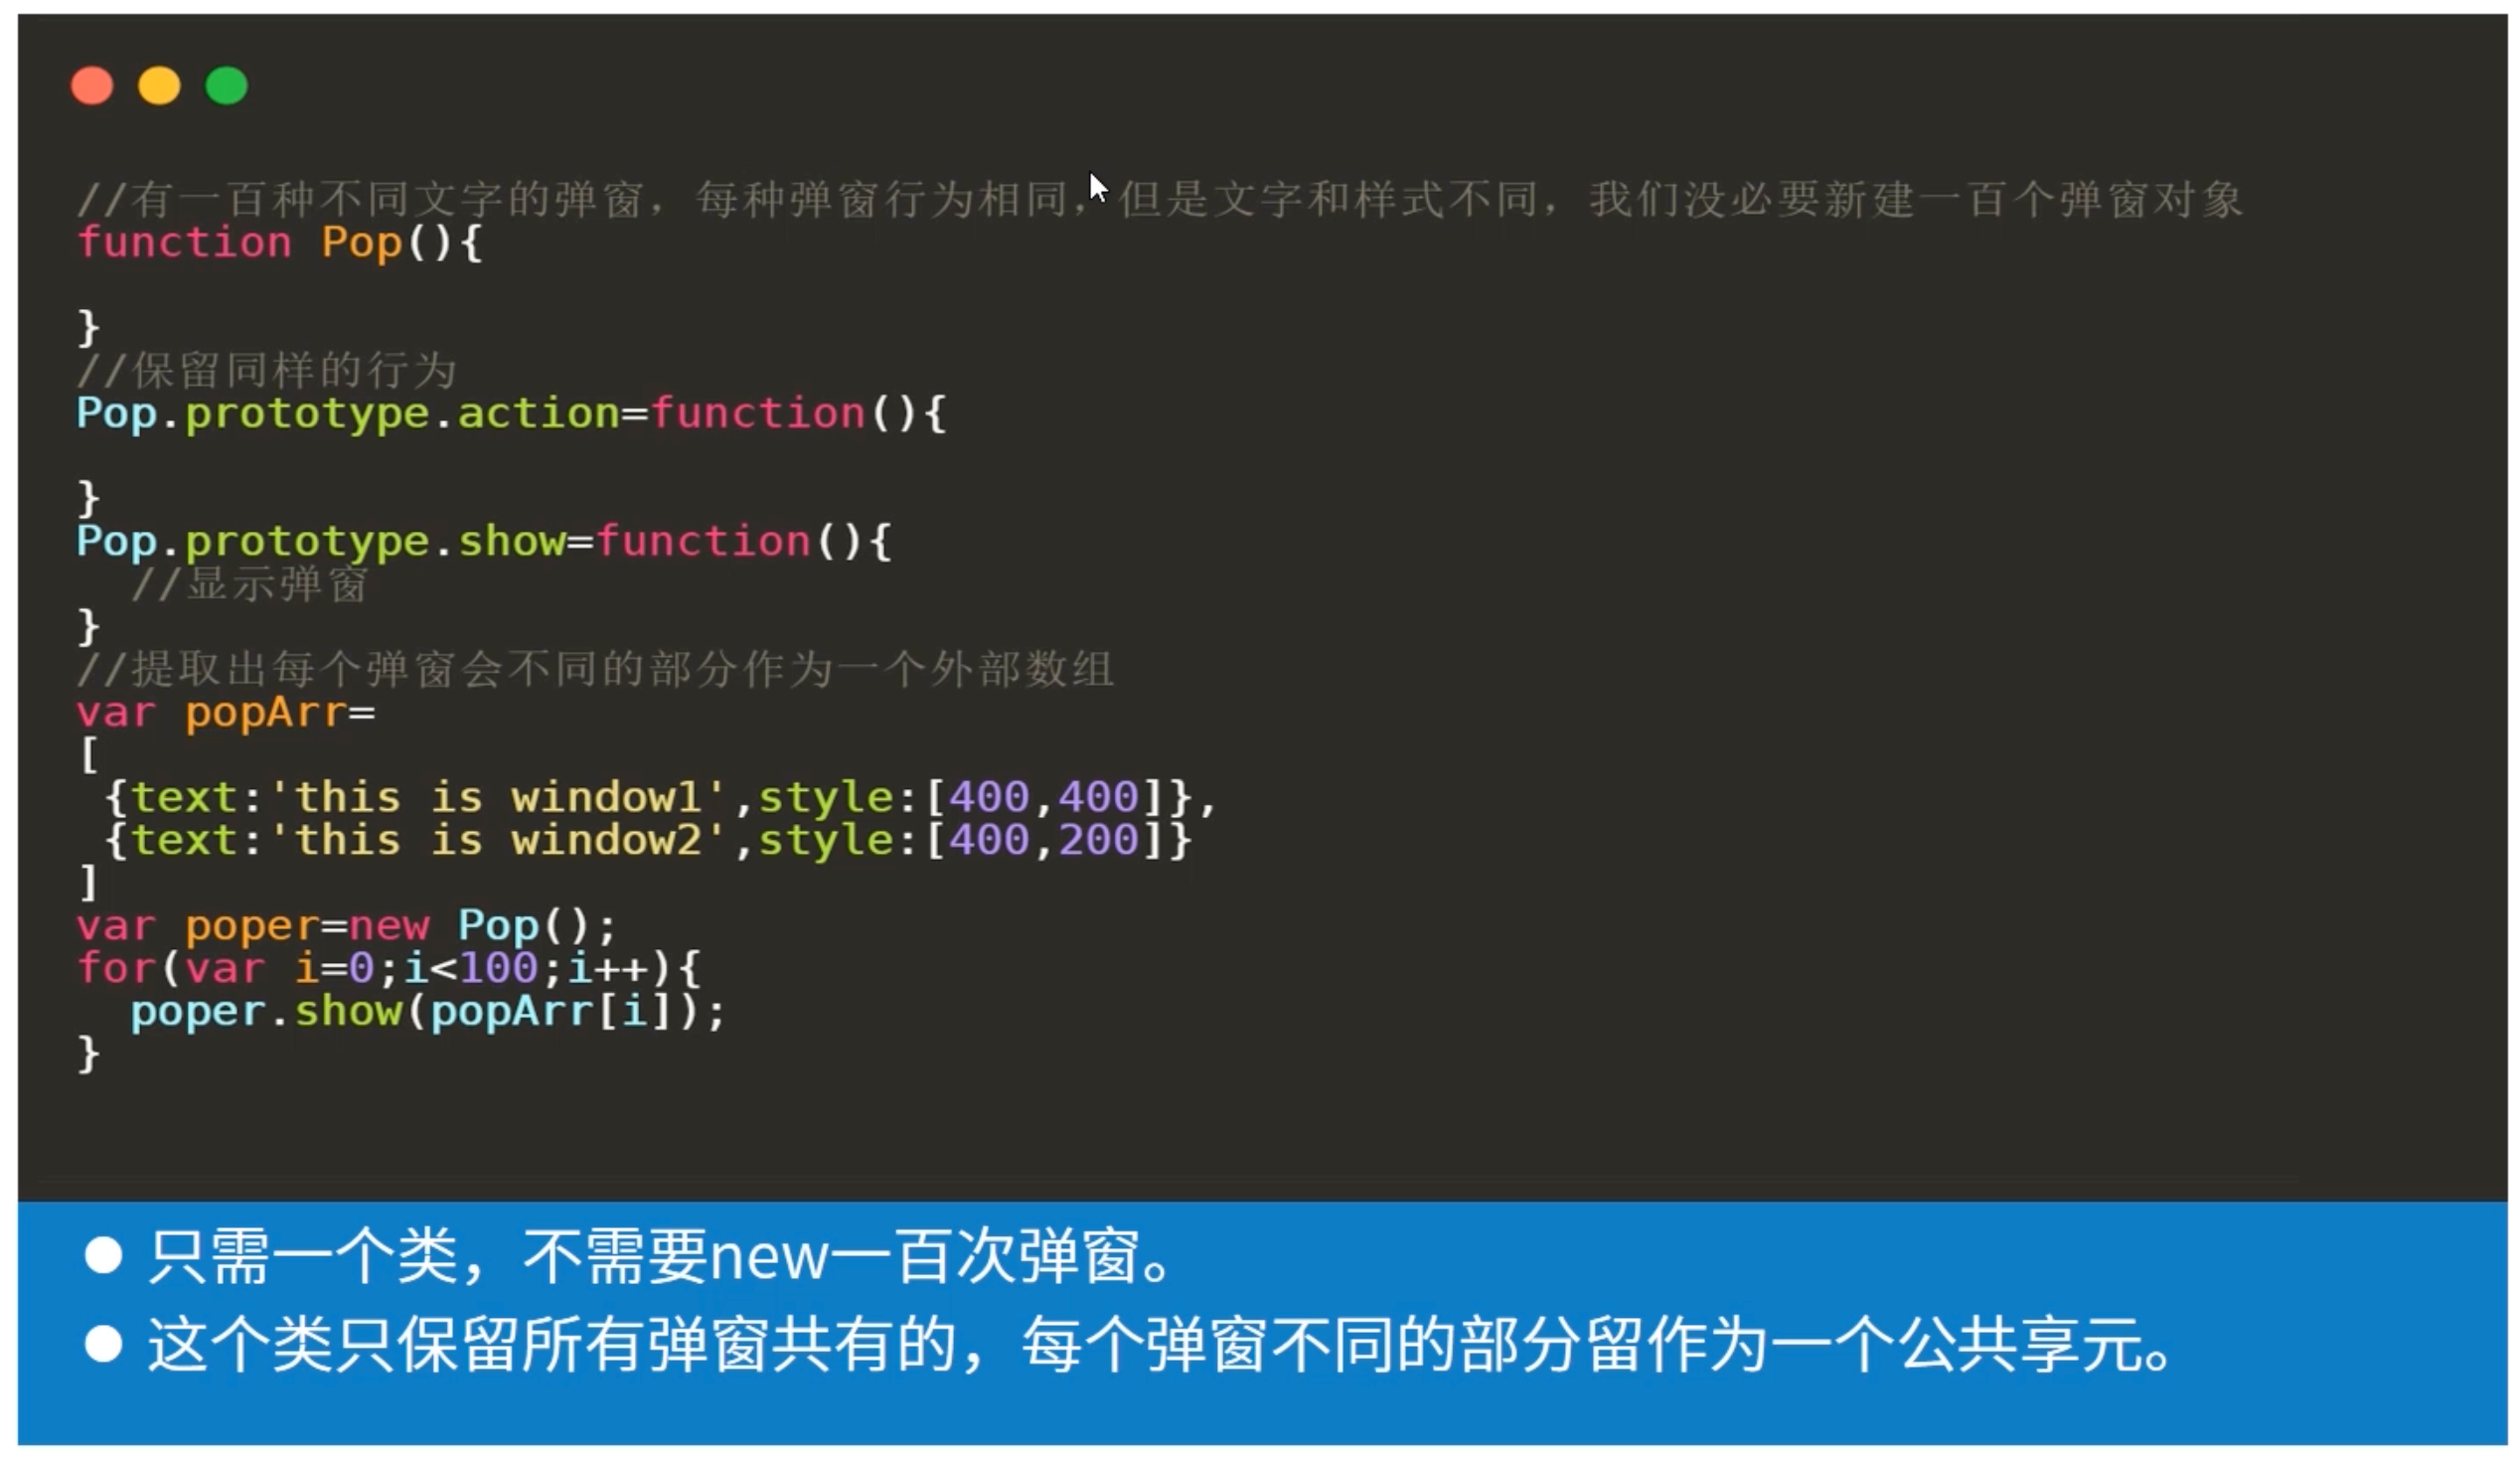 //有一百种不同文字的弹窗，每种弹窗行为相同，但是文字和样式不同，我们没必要新建一百个弹窗对象
function Pop(){
}
//保留同样的行为
Pop.prototype.action=function(){
}
Pop.prototype.show=function(){
  //显示弹窗
}
//提取出每个弹窗会不同的部分作为一个外部数组
var popArr=
[
 {text:'this is window1',style:[400,400]},
 {text:'this is window2',style:[400,200]}
]
var poper=new Pop();
for(var i=0;i<100;i++){
  poper.show(popArr[i]);
}
● 只需一个类，不需要new一百次弹窗。
● 这个类只保留所有弹窗共有的，每个弹窗不同的部分留作为一个公共享元。